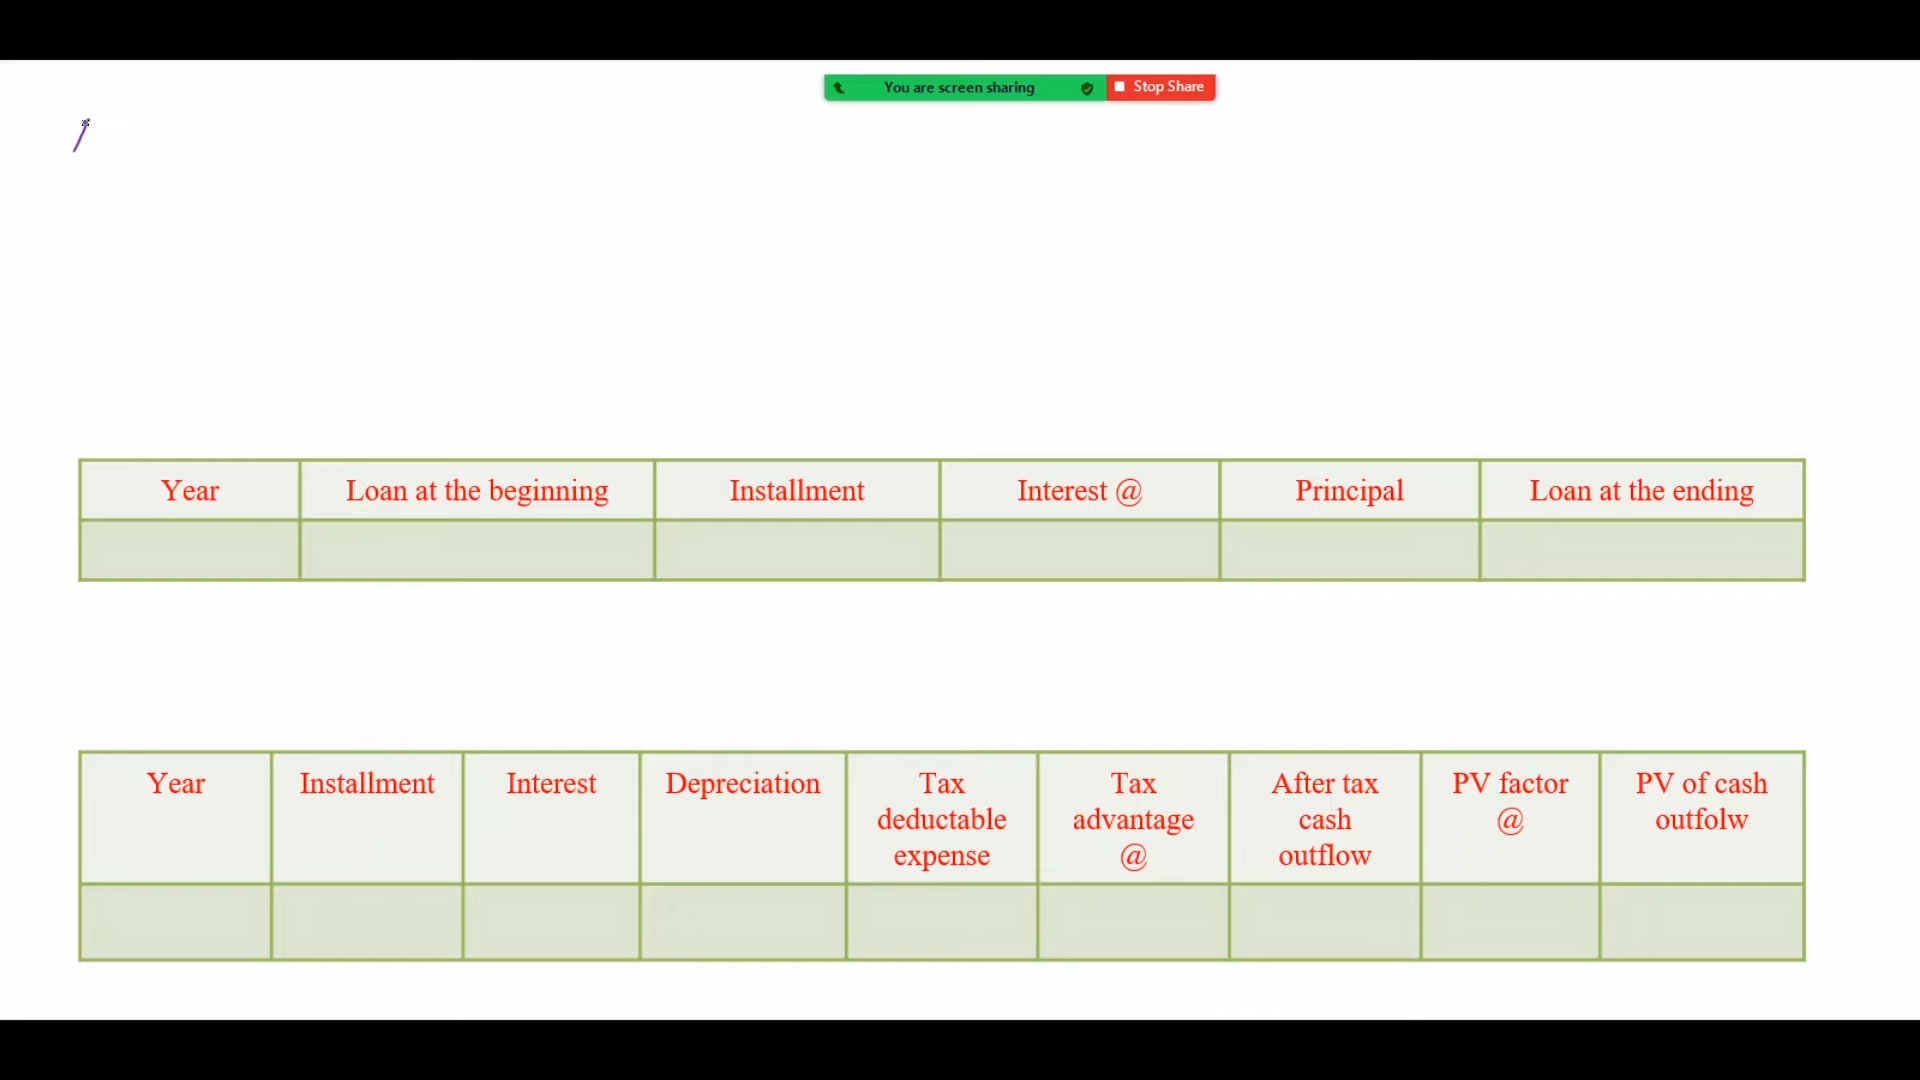 You are screen sharing
Stop Share
Year Loan at the beginning Installment Interest @ Principal Loan at the ending
Year Installment Interest Depreciation Tax deductable expense Tax advantage @ After tax cash outflow PV factor @ PV of cash outfolw